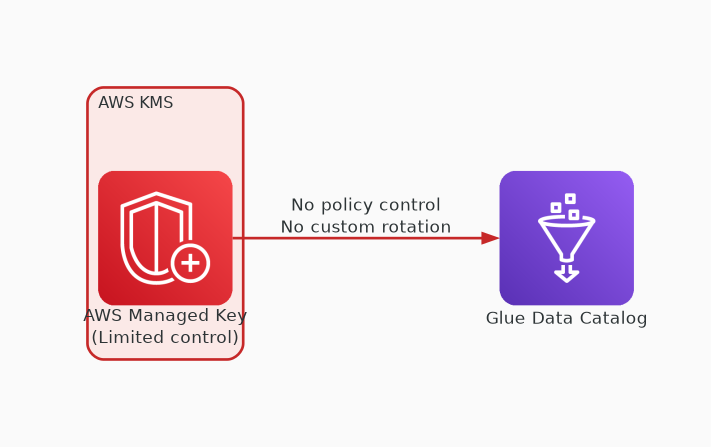 AWS KMS
No policy control
No custom rotation
AWS Managed Key
(Limited control)
Glue Data Catalog